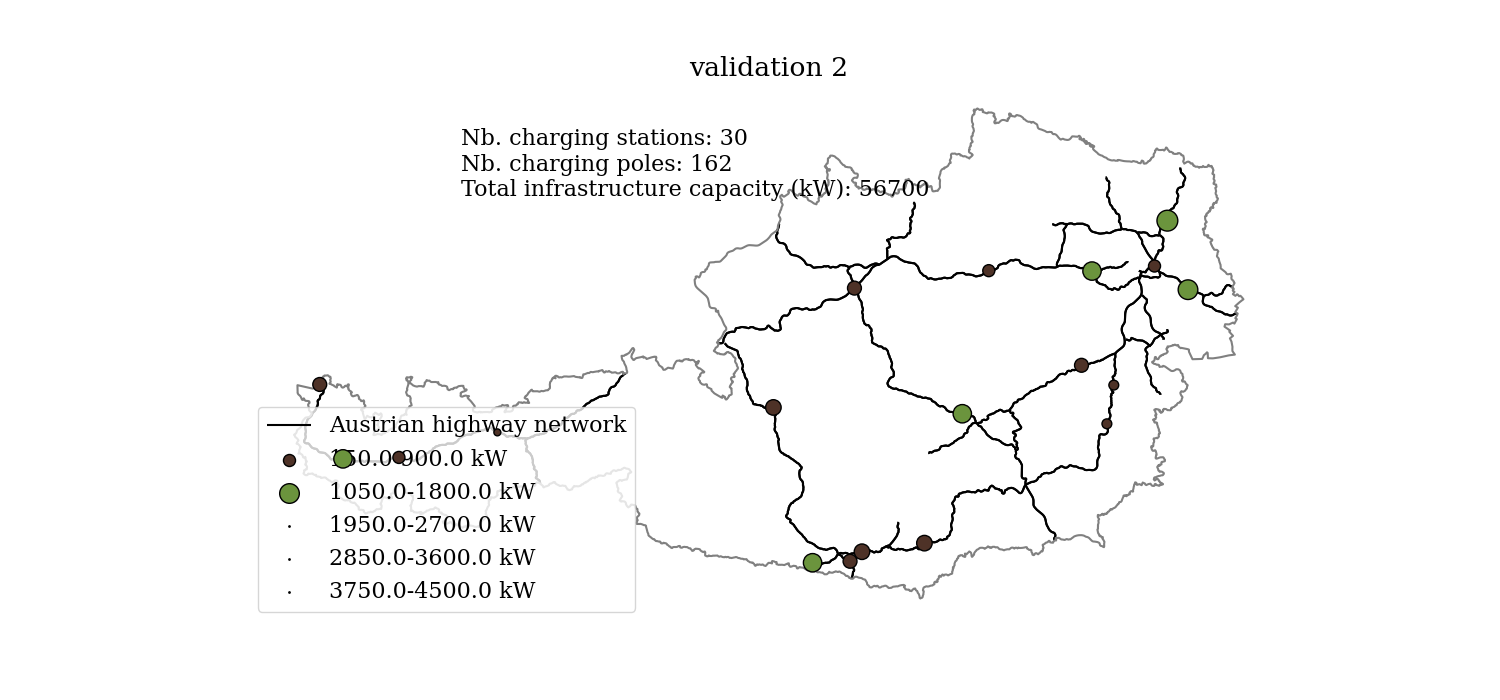 validation 2
Nb. charging stations: 30
Nb. charging poles: 162
Total infrastructure capacity (kW): 56700
Austrian highway network
150.0-900.0 kW
1050.0-1800.0 kW
1950.0-2700.0 kW
2850.0-3600.0 kW
3750.0-4500.0 kW